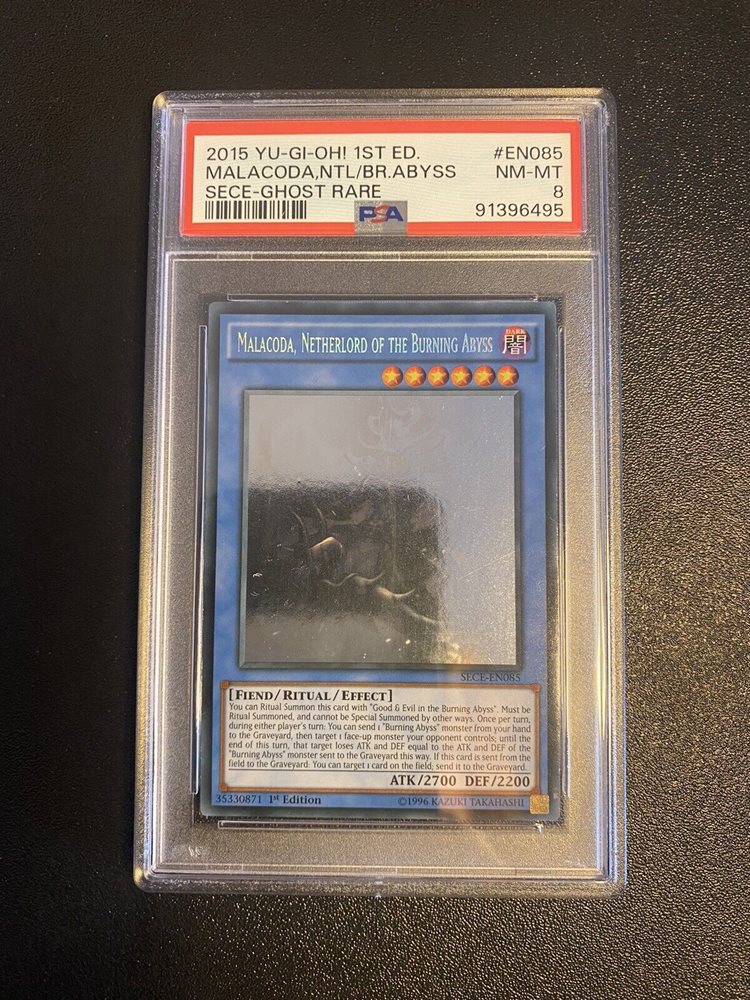 2015 YU-GI-OH! 1ST ED. #EN085
MALACODA,NTL/BR.ABYSS NM-MT
SECE-GHOST RARE 8
PSA 91396495
MALACODA, NETHERLORD OF THE BURNING ABYSS DARK 闇
SECE-EN085
[FIEND/RITUAL/EFFECT]
You can Ritual Summon this card with "Good & Evil in the Burning Abyss". Must be
Ritual Summoned, and cannot be Special Summoned by other ways. Once per turn,
during either player's turn: You can send 1 "Burning Abyss" monster from your hand
to the Graveyard, then target 1 face-up monster your opponent controls; until the
end of this turn, that target loses ATK and DEF equal to the ATK and DEF of the
"Burning Abyss" monster sent to the Graveyard this way. If this card is sent from the
field to the Graveyard: You can target 1 card on the field; send it to the Graveyard.
ATK/2700 DEF/2200
35330871 1st Edition ©1996 KAZUKI TAKAHASHI